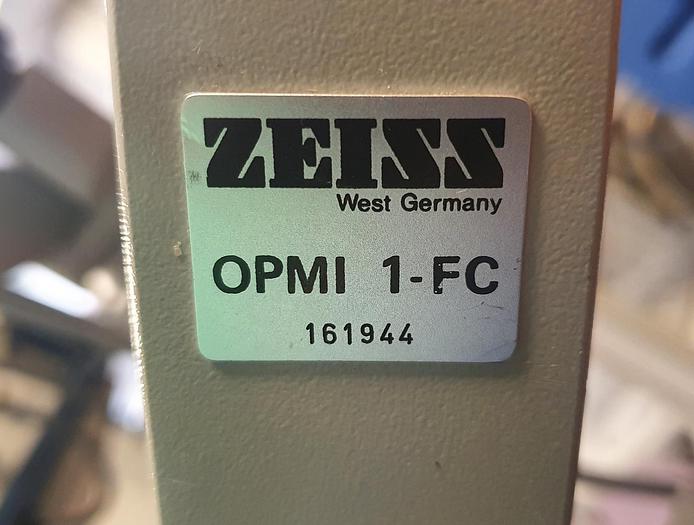 ZEISS
West Germany
OPMI 1-FC
161944